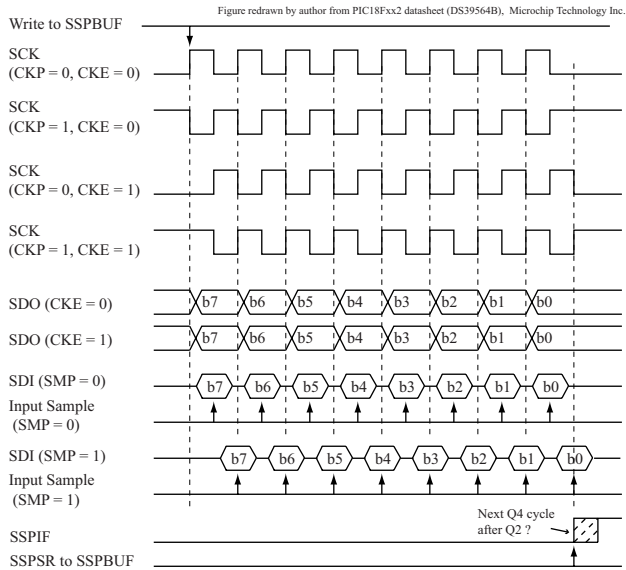 Figure redrawn by author from PIC18Fxx2 datasheet (DS39564B), Microchip Technology Inc.
Write to SSPBUF
SCK
(CKP = 0, CKE = 0)
SCK
(CKP = 1, CKE = 0)
SCK
(CKP = 0, CKE = 1)
SCK
(CKP = 1, CKE = 1)
SDO (CKE = 0) b7 b6 b5 b4 b3 b2 b1 b0
SDO (CKE = 1) b7 b6 b5 b4 b3 b2 b1 b0
SDI (SMP = 0) b7 b6 b5 b4 b3 b2 b1 b0
Input Sample
(SMP = 0)
SDI (SMP = 1) b7 b6 b5 b4 b3 b2 b1 b0
Input Sample
(SMP = 1)
Next Q4 cycle
after Q2 ?
SSPIF
SSPSR to SSPBUF